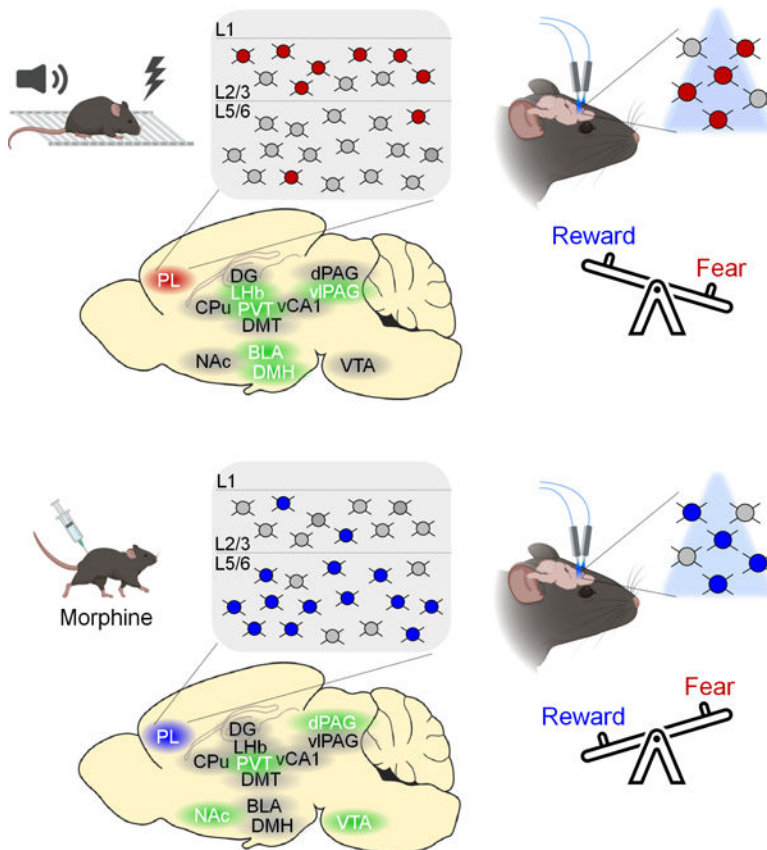 L1
L2/3
L5/6
Reward
Fear
PL
DG
dPAG
LHb
vlPAG
CPu
PVT
vCA1
DMT
NAc
BLA
DMH
VTA
L1
L2/3
L5/6
Morphine
Fear
Reward
PL
DG
dPAG
LHb
vlPAG
CPu
PVT
vCA1
DMT
NAc
BLA
DMH
VTA